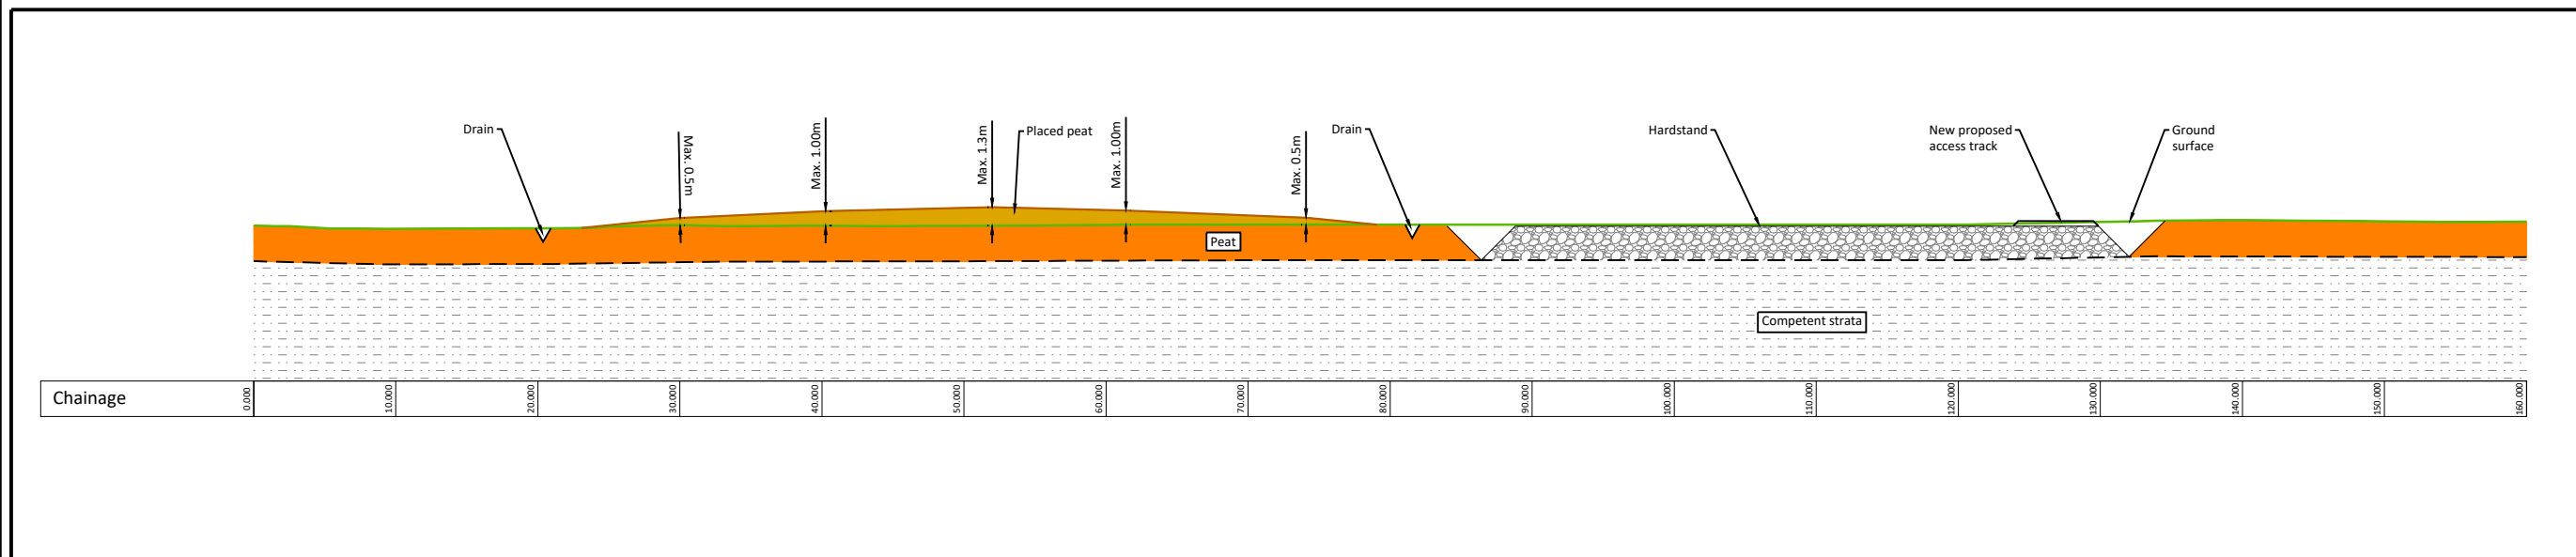 Drain
Max. 0.5m
Max. 1.00m
Max. 1.3m
Placed peat
Max. 1.00m
Max. 0.5m
Drain
Hardstand
New proposed
access track
Ground
surface
Peat
Competent strata
Chainage
0.000
10.000
20.000
30.000
40.000
50.000
60.000
70.000
80.000
90.000
100.000
110.000
120.000
130.000
140.000
150.000
160.000